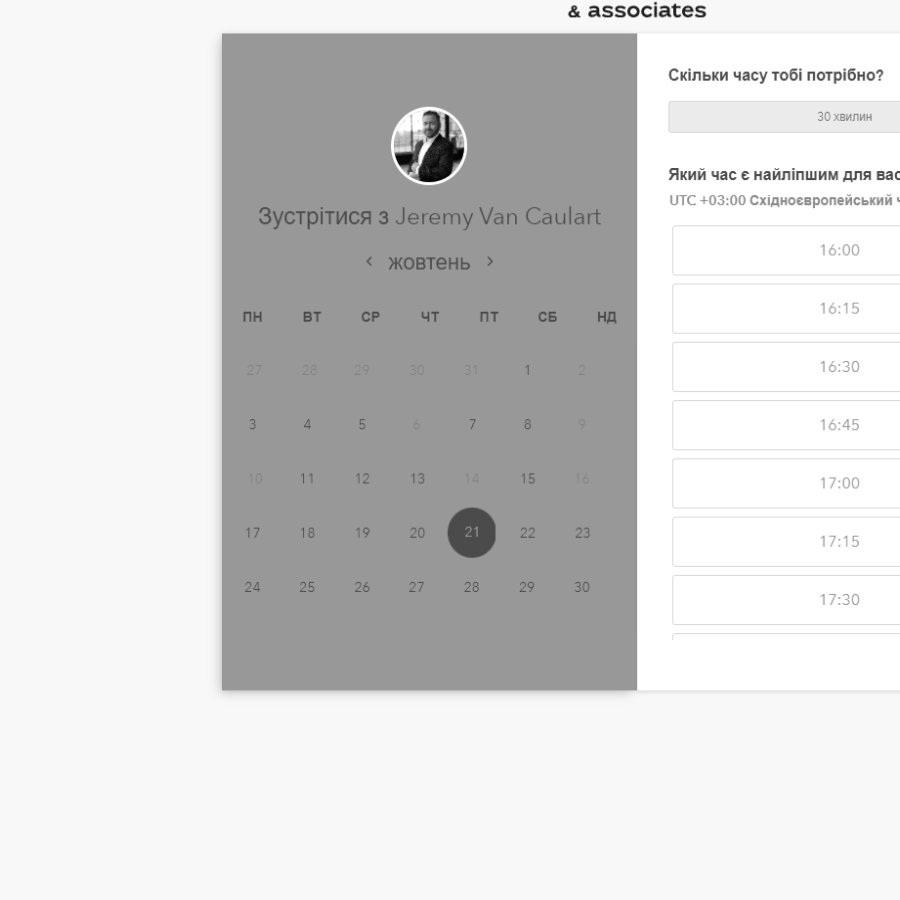 & associates
Зустрітися з Jeremy Van Caulart
‹ жовтень ›
ПН ВТ СР ЧТ ПТ СБ НД
27 28 29 30 31 1 2
3 4 5 6 7 8 9
10 11 12 13 14 15 16
17 18 19 20 21 22 23
24 25 26 27 28 29 30
Скільки часу тобі потрібно?
30 хвилин
Який час є найліпшим для вас
UTC +03:00 Східноєвропейський
16:00
16:15
16:30
16:45
17:00
17:15
17:30